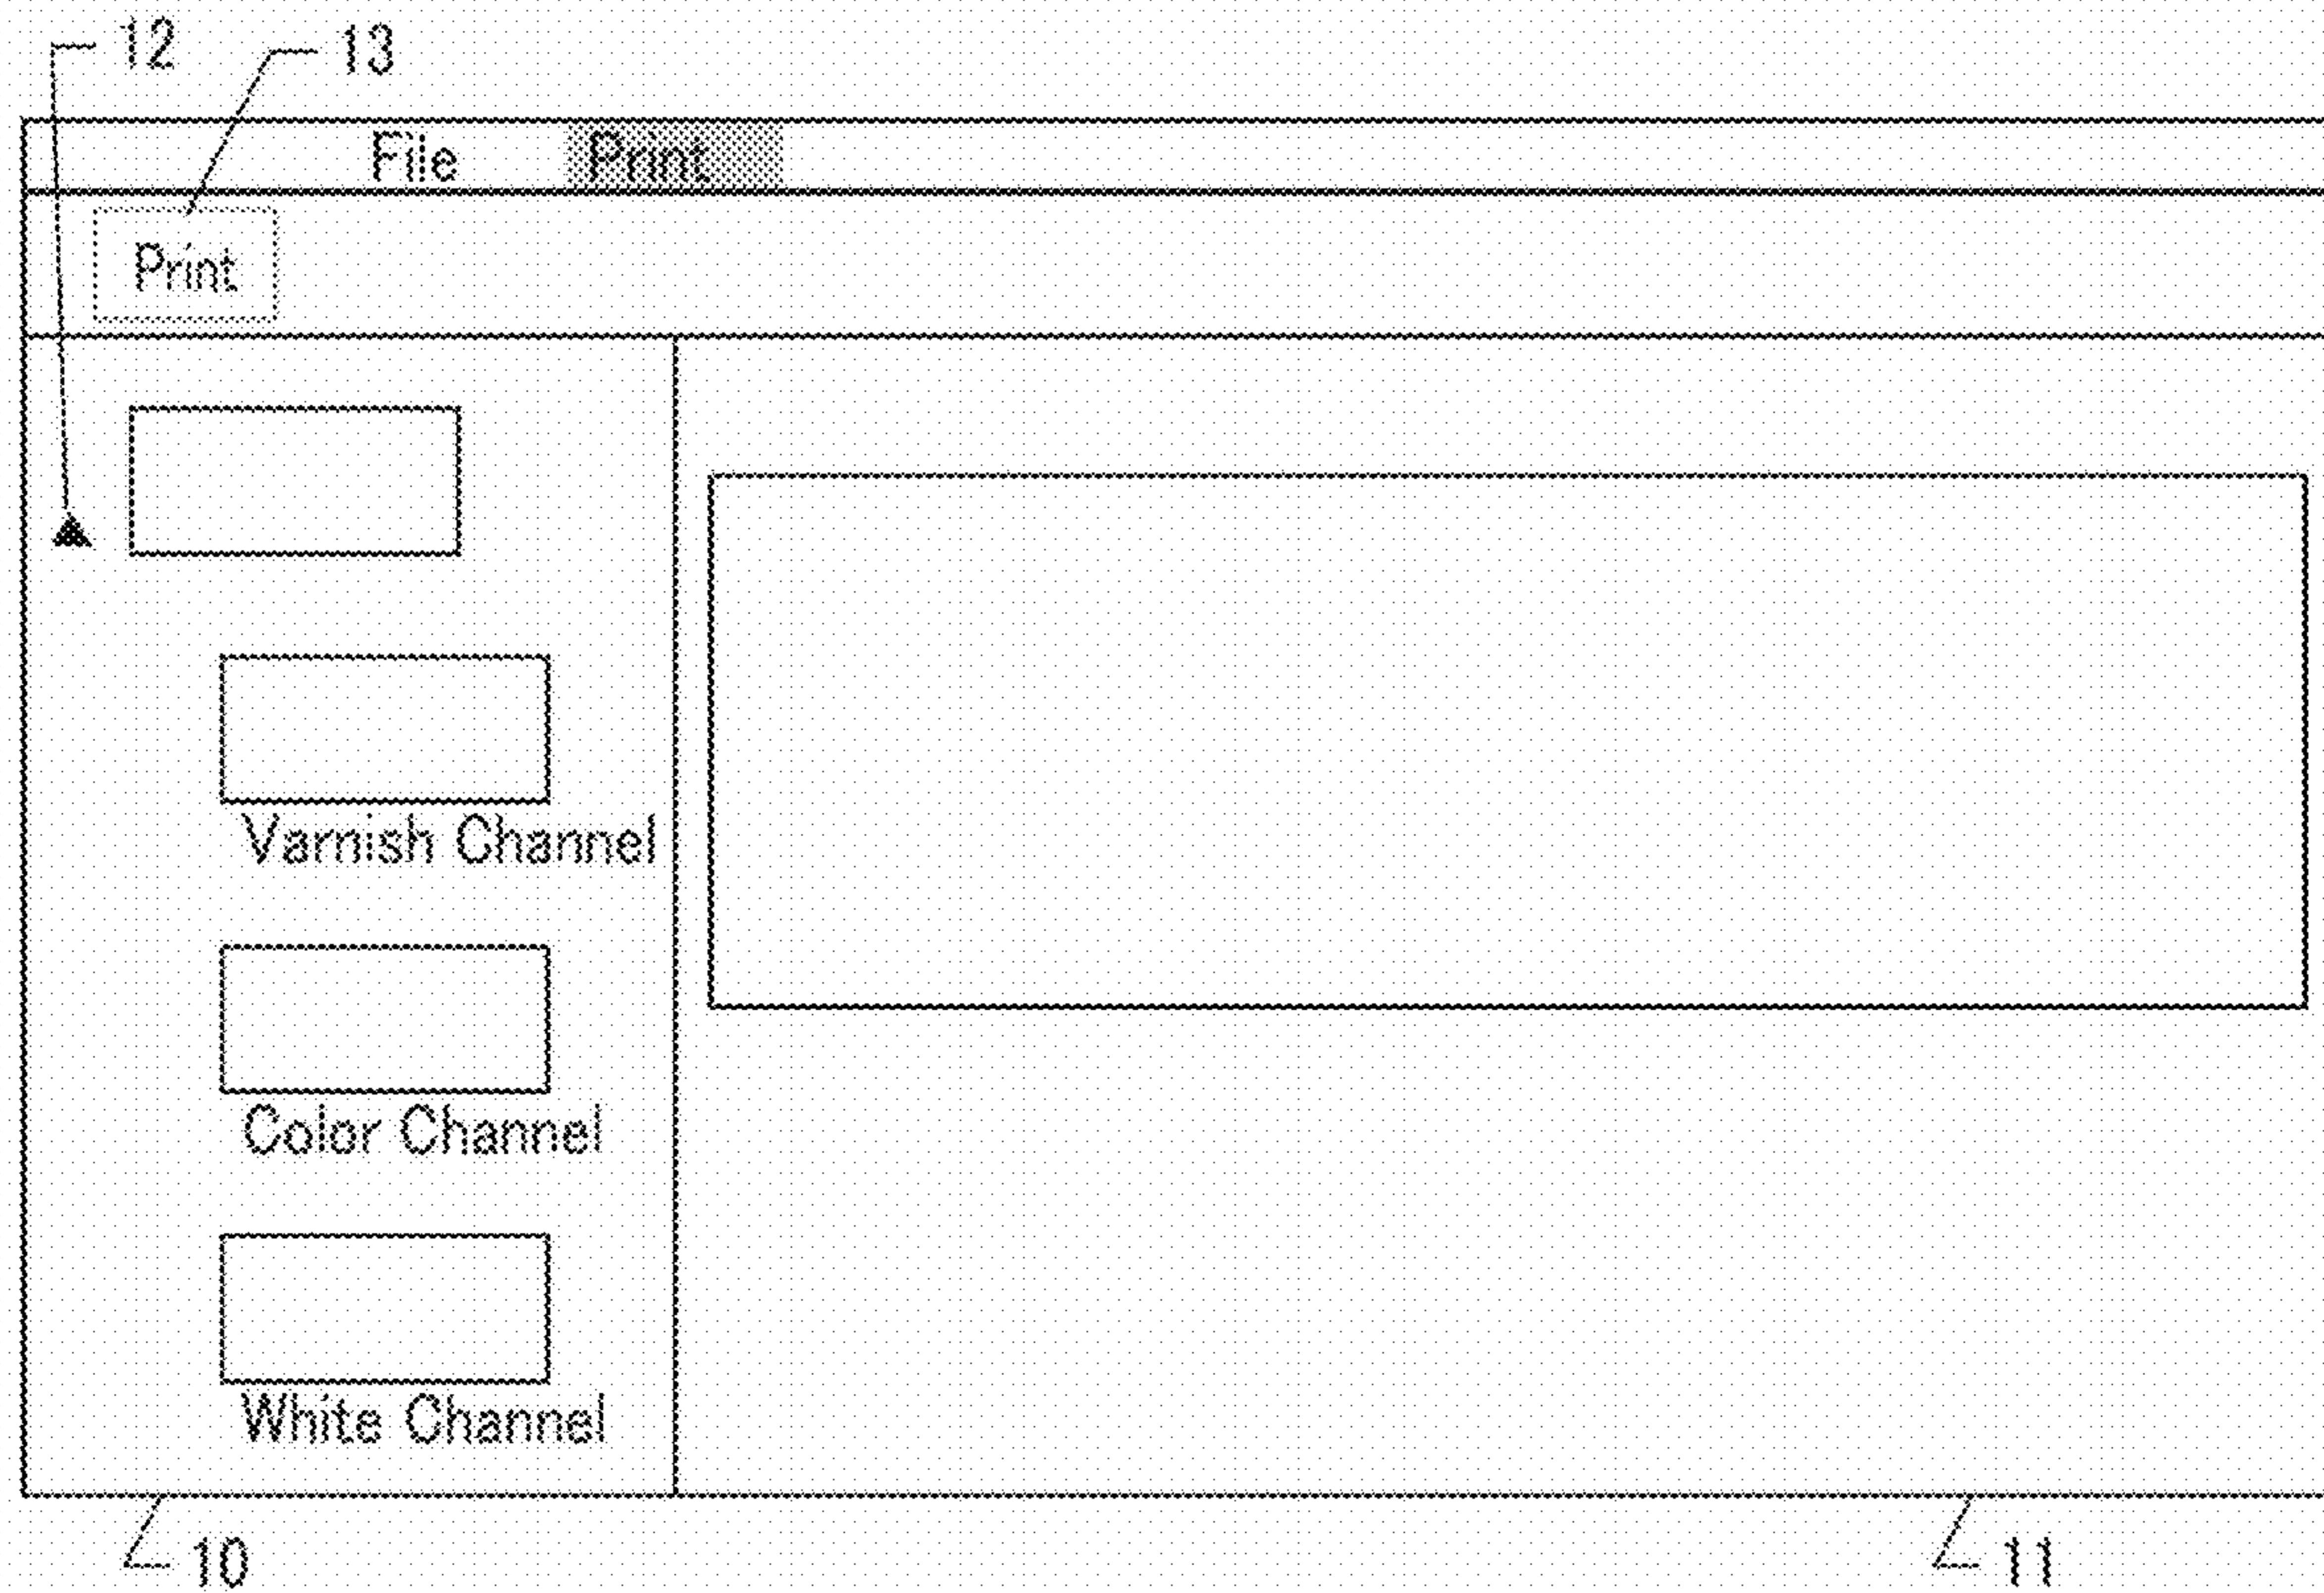 12 13
File Print
Print
Varnish Channel
Color Channel
White Channel
10 11